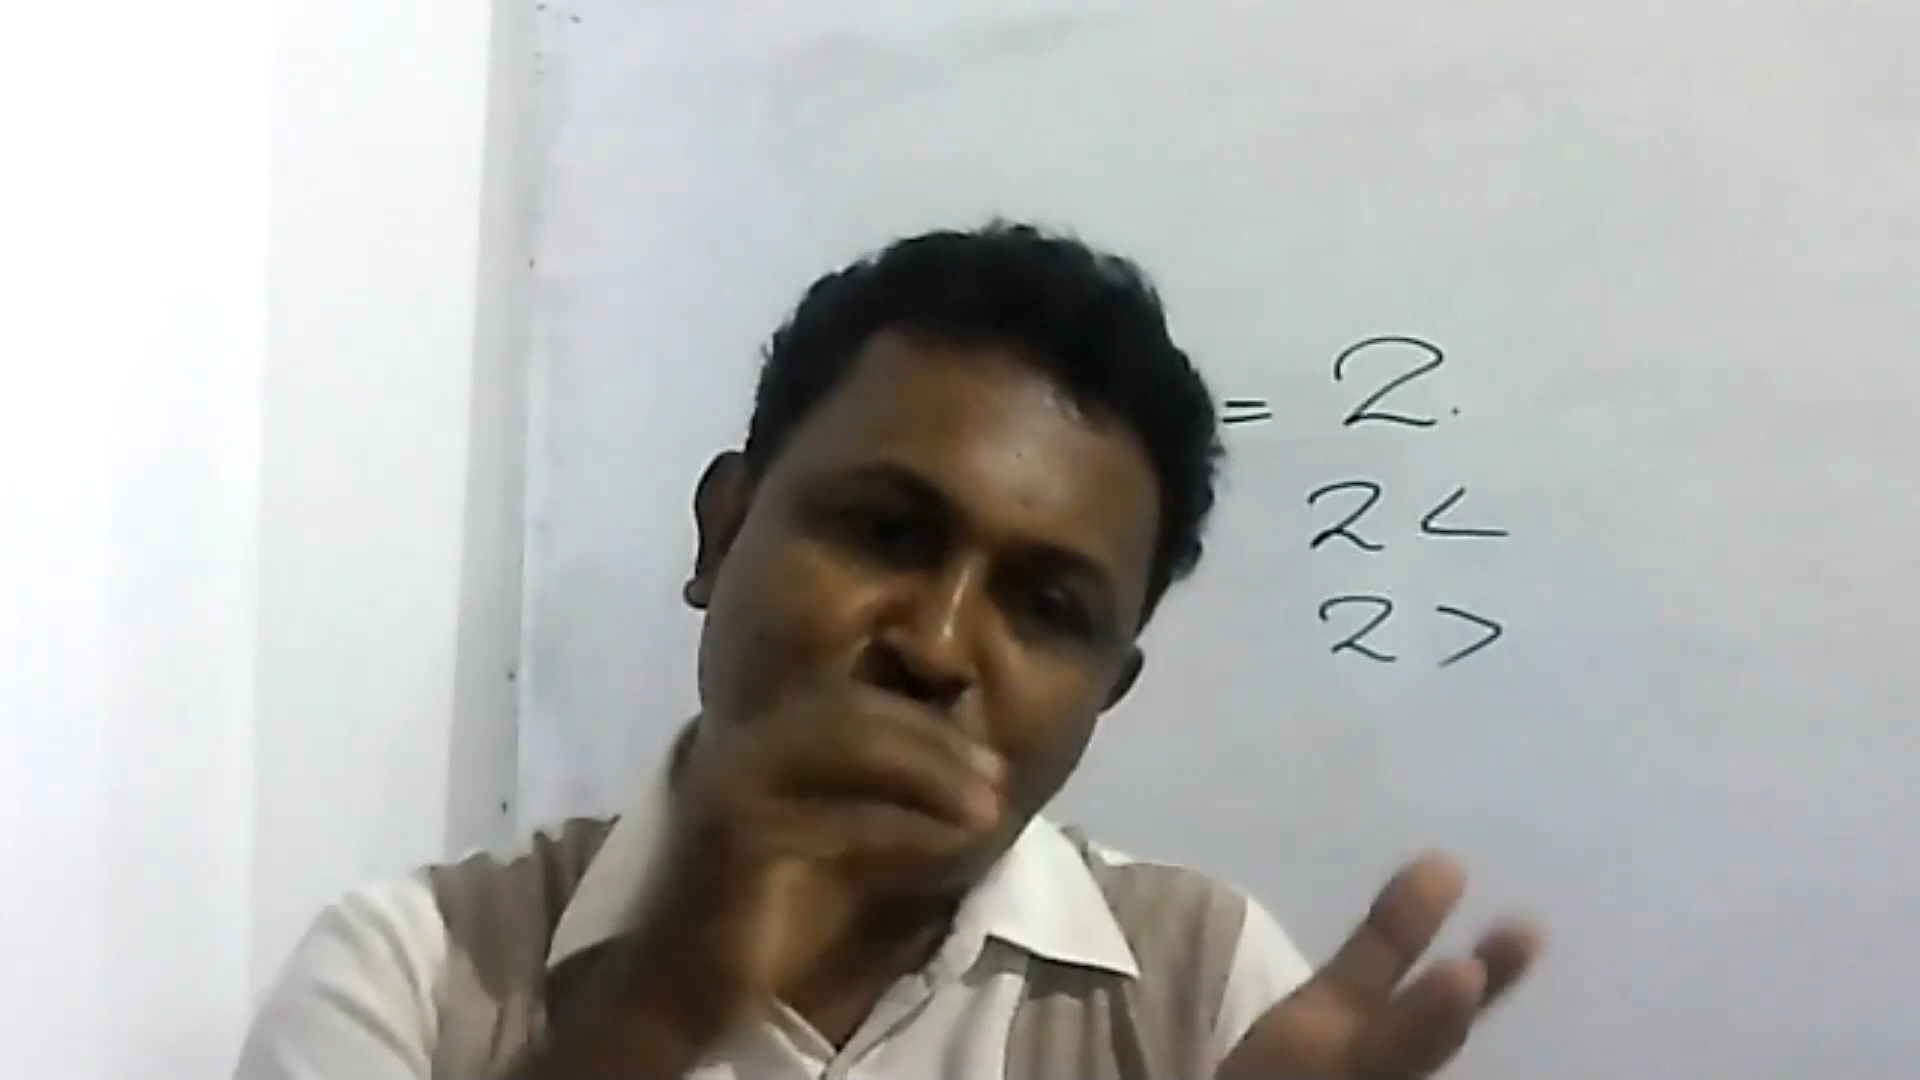 = 2.
2 <
2 >